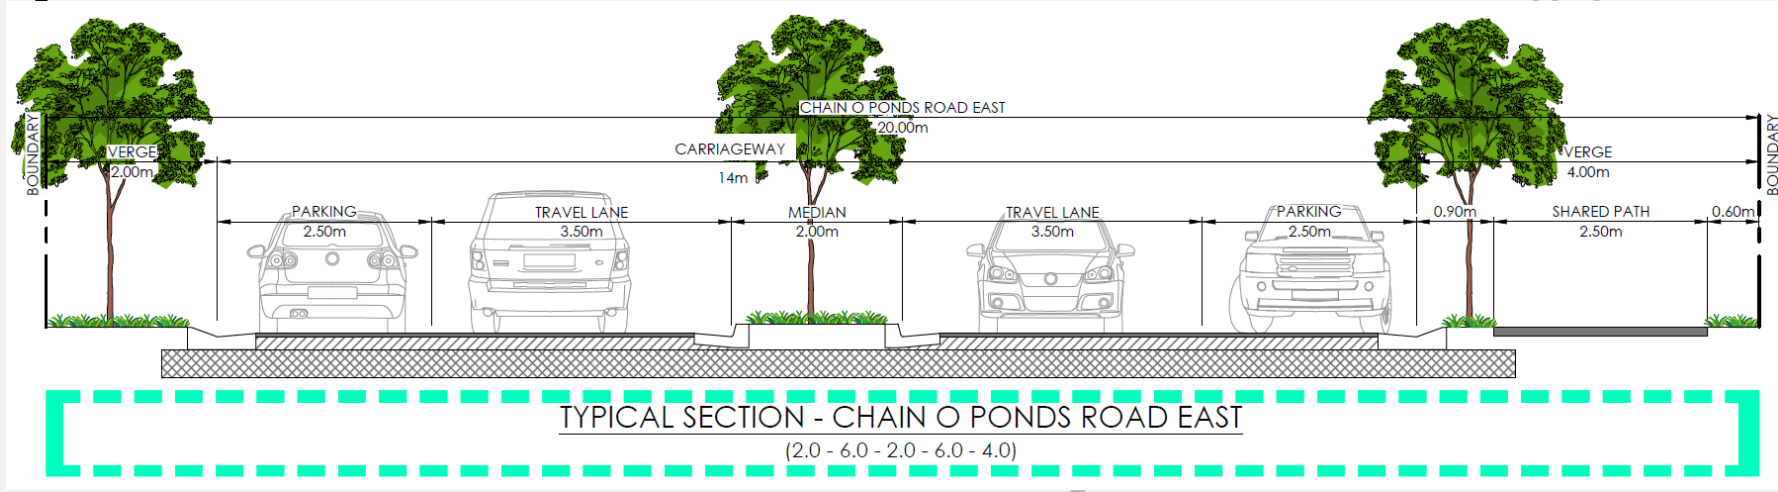 CHAIN O PONDS ROAD EAST
20.00m
BOUNDARY
VERGE
2.00m
CARRIAGEWAY
14m
VERGE
4.00m
BOUNDARY
PARKING
2.50m
TRAVEL LANE
3.50m
MEDIAN
2.00m
TRAVEL LANE
3.50m
PARKING
2.50m
0.90m
SHARED PATH
2.50m
0.60m
TYPICAL SECTION - CHAIN O PONDS ROAD EAST
(2.0 - 6.0 - 2.0 - 6.0 - 4.0)